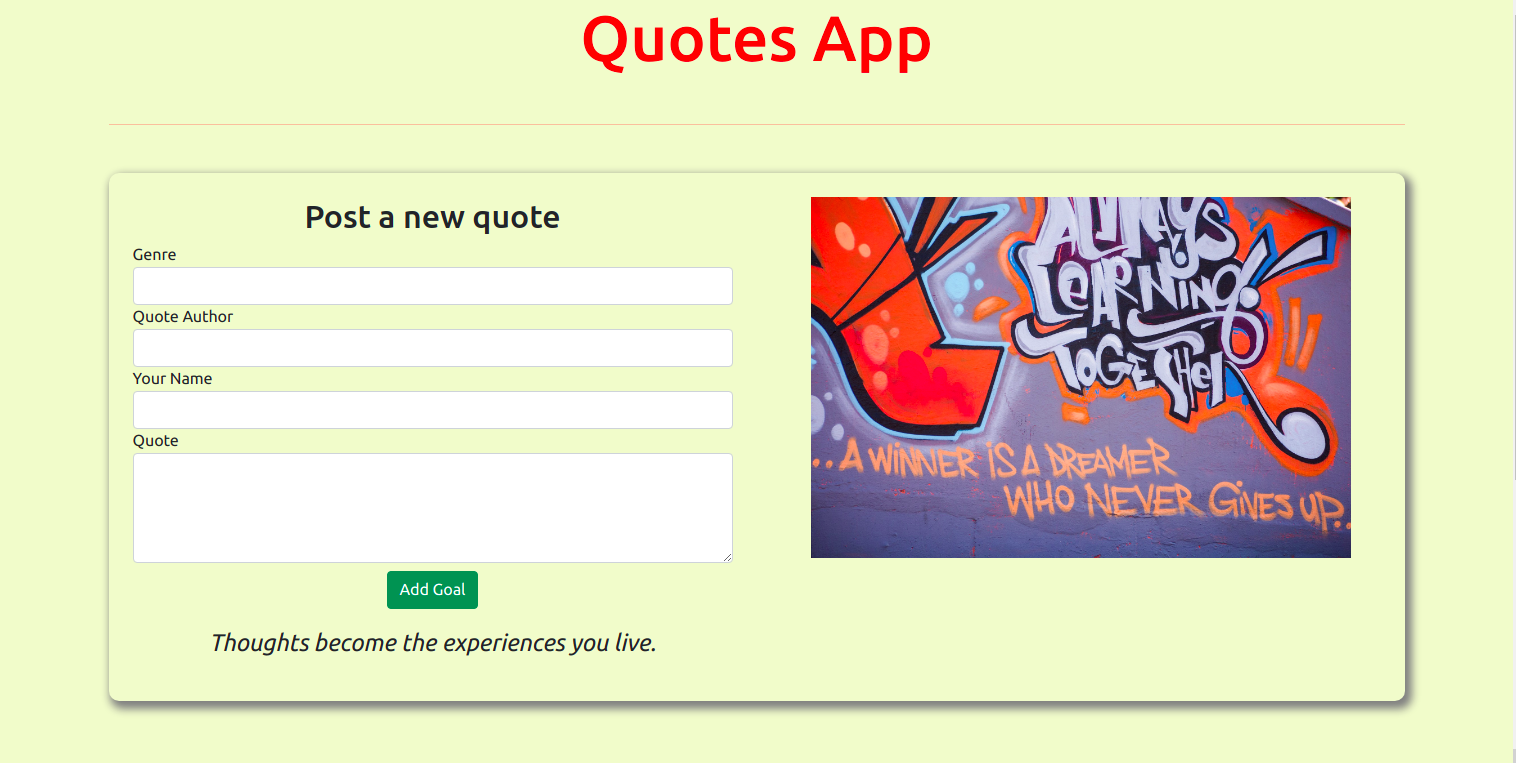 Quotes App
Post a new quote
Genre
Quote Author
Your Name
Quote
Add Goal
Thoughts become the experiences you live.
ALWAYS
LEARNING
TOGETHER
..A WINNER IS A DREAMER
WHO NEVER GIVES UP..